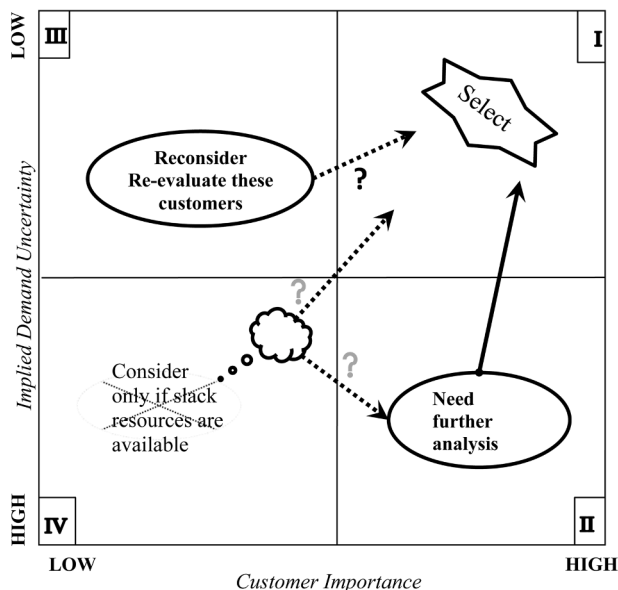 LOW
III
I
Select
Reconsider
Re-evaluate these
customers
?
Implied Demand Uncertainty
?
?
Consider
only if slack
resources are
available
Need
further
analysis
HIGH
IV
II
LOW
HIGH
Customer Importance